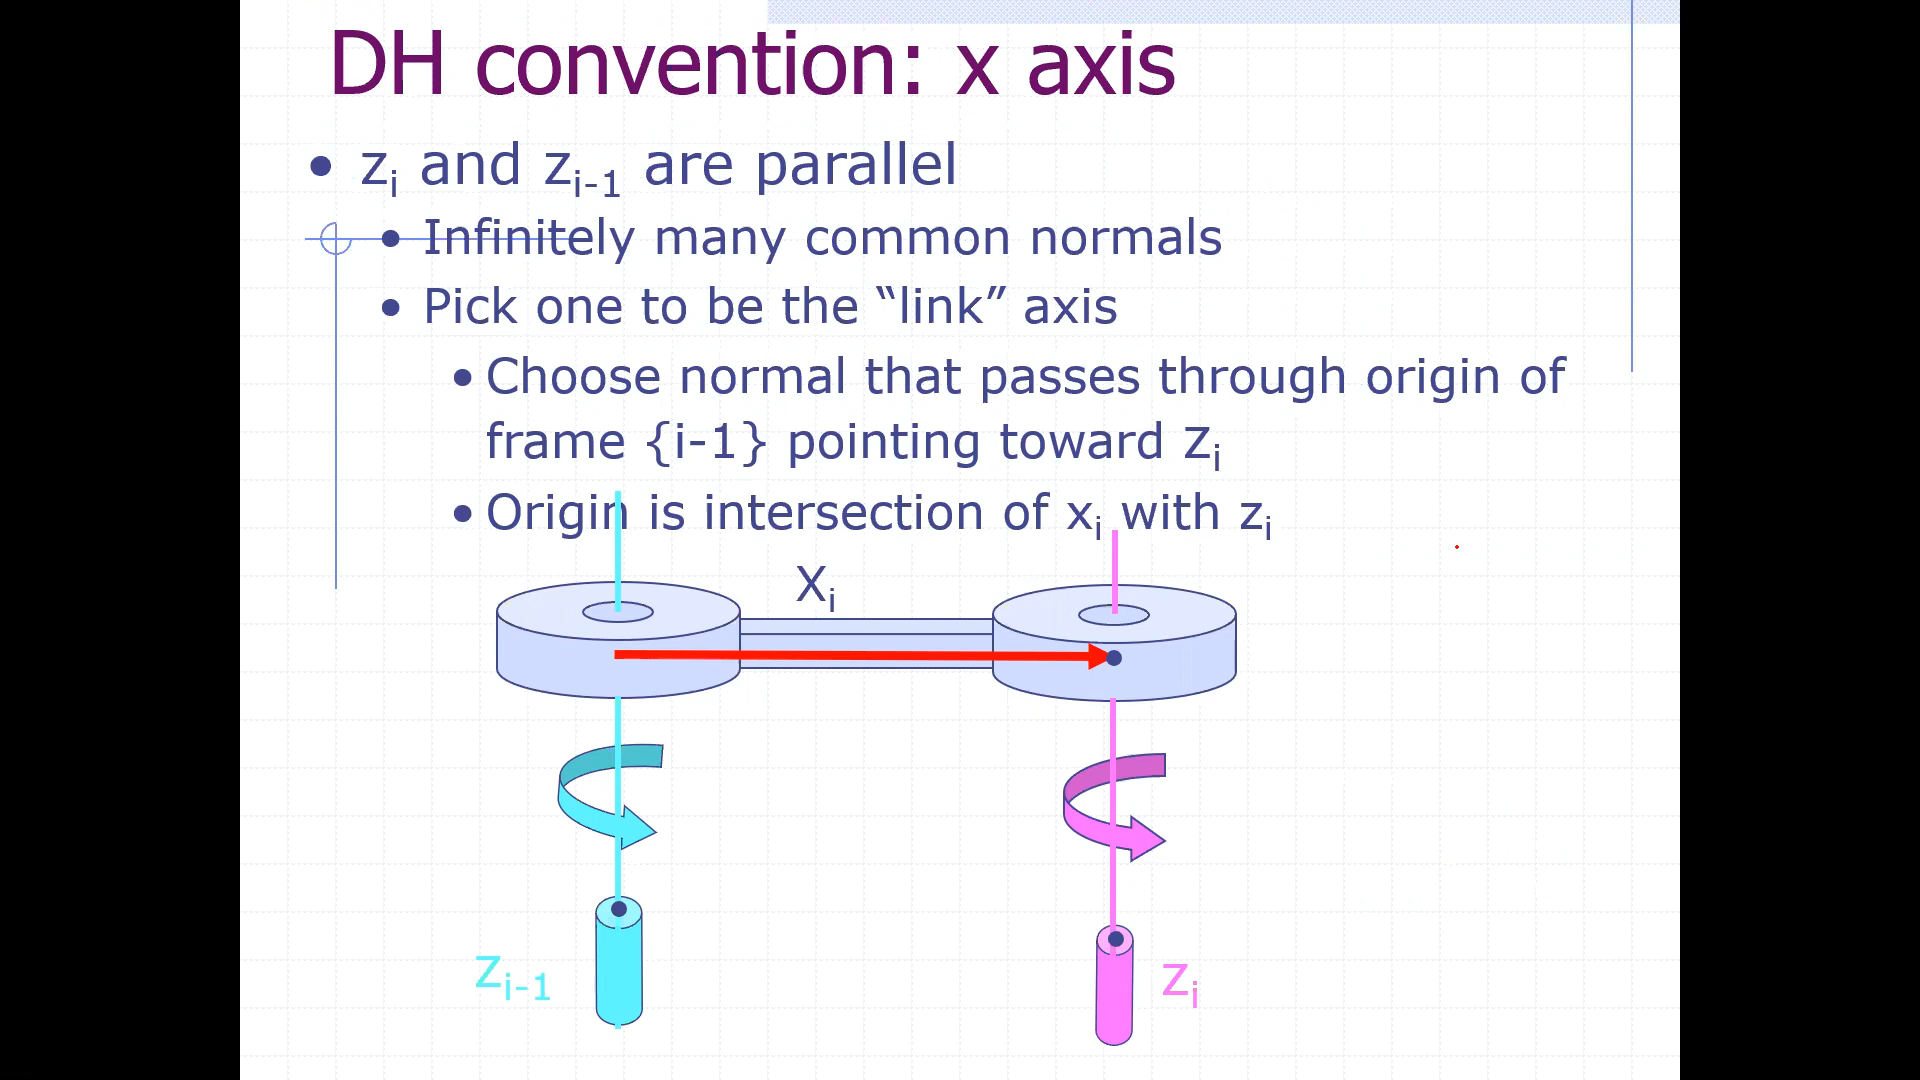 DH convention: x axis
• zᵢ and zᵢ₋₁ are parallel
• Infinitely many common normals
• Pick one to be the “link” axis
• Choose normal that passes through origin of
frame {i-1} pointing toward zᵢ
• Origin is intersection of xᵢ with zᵢ
xᵢ
zᵢ₋₁
zᵢ